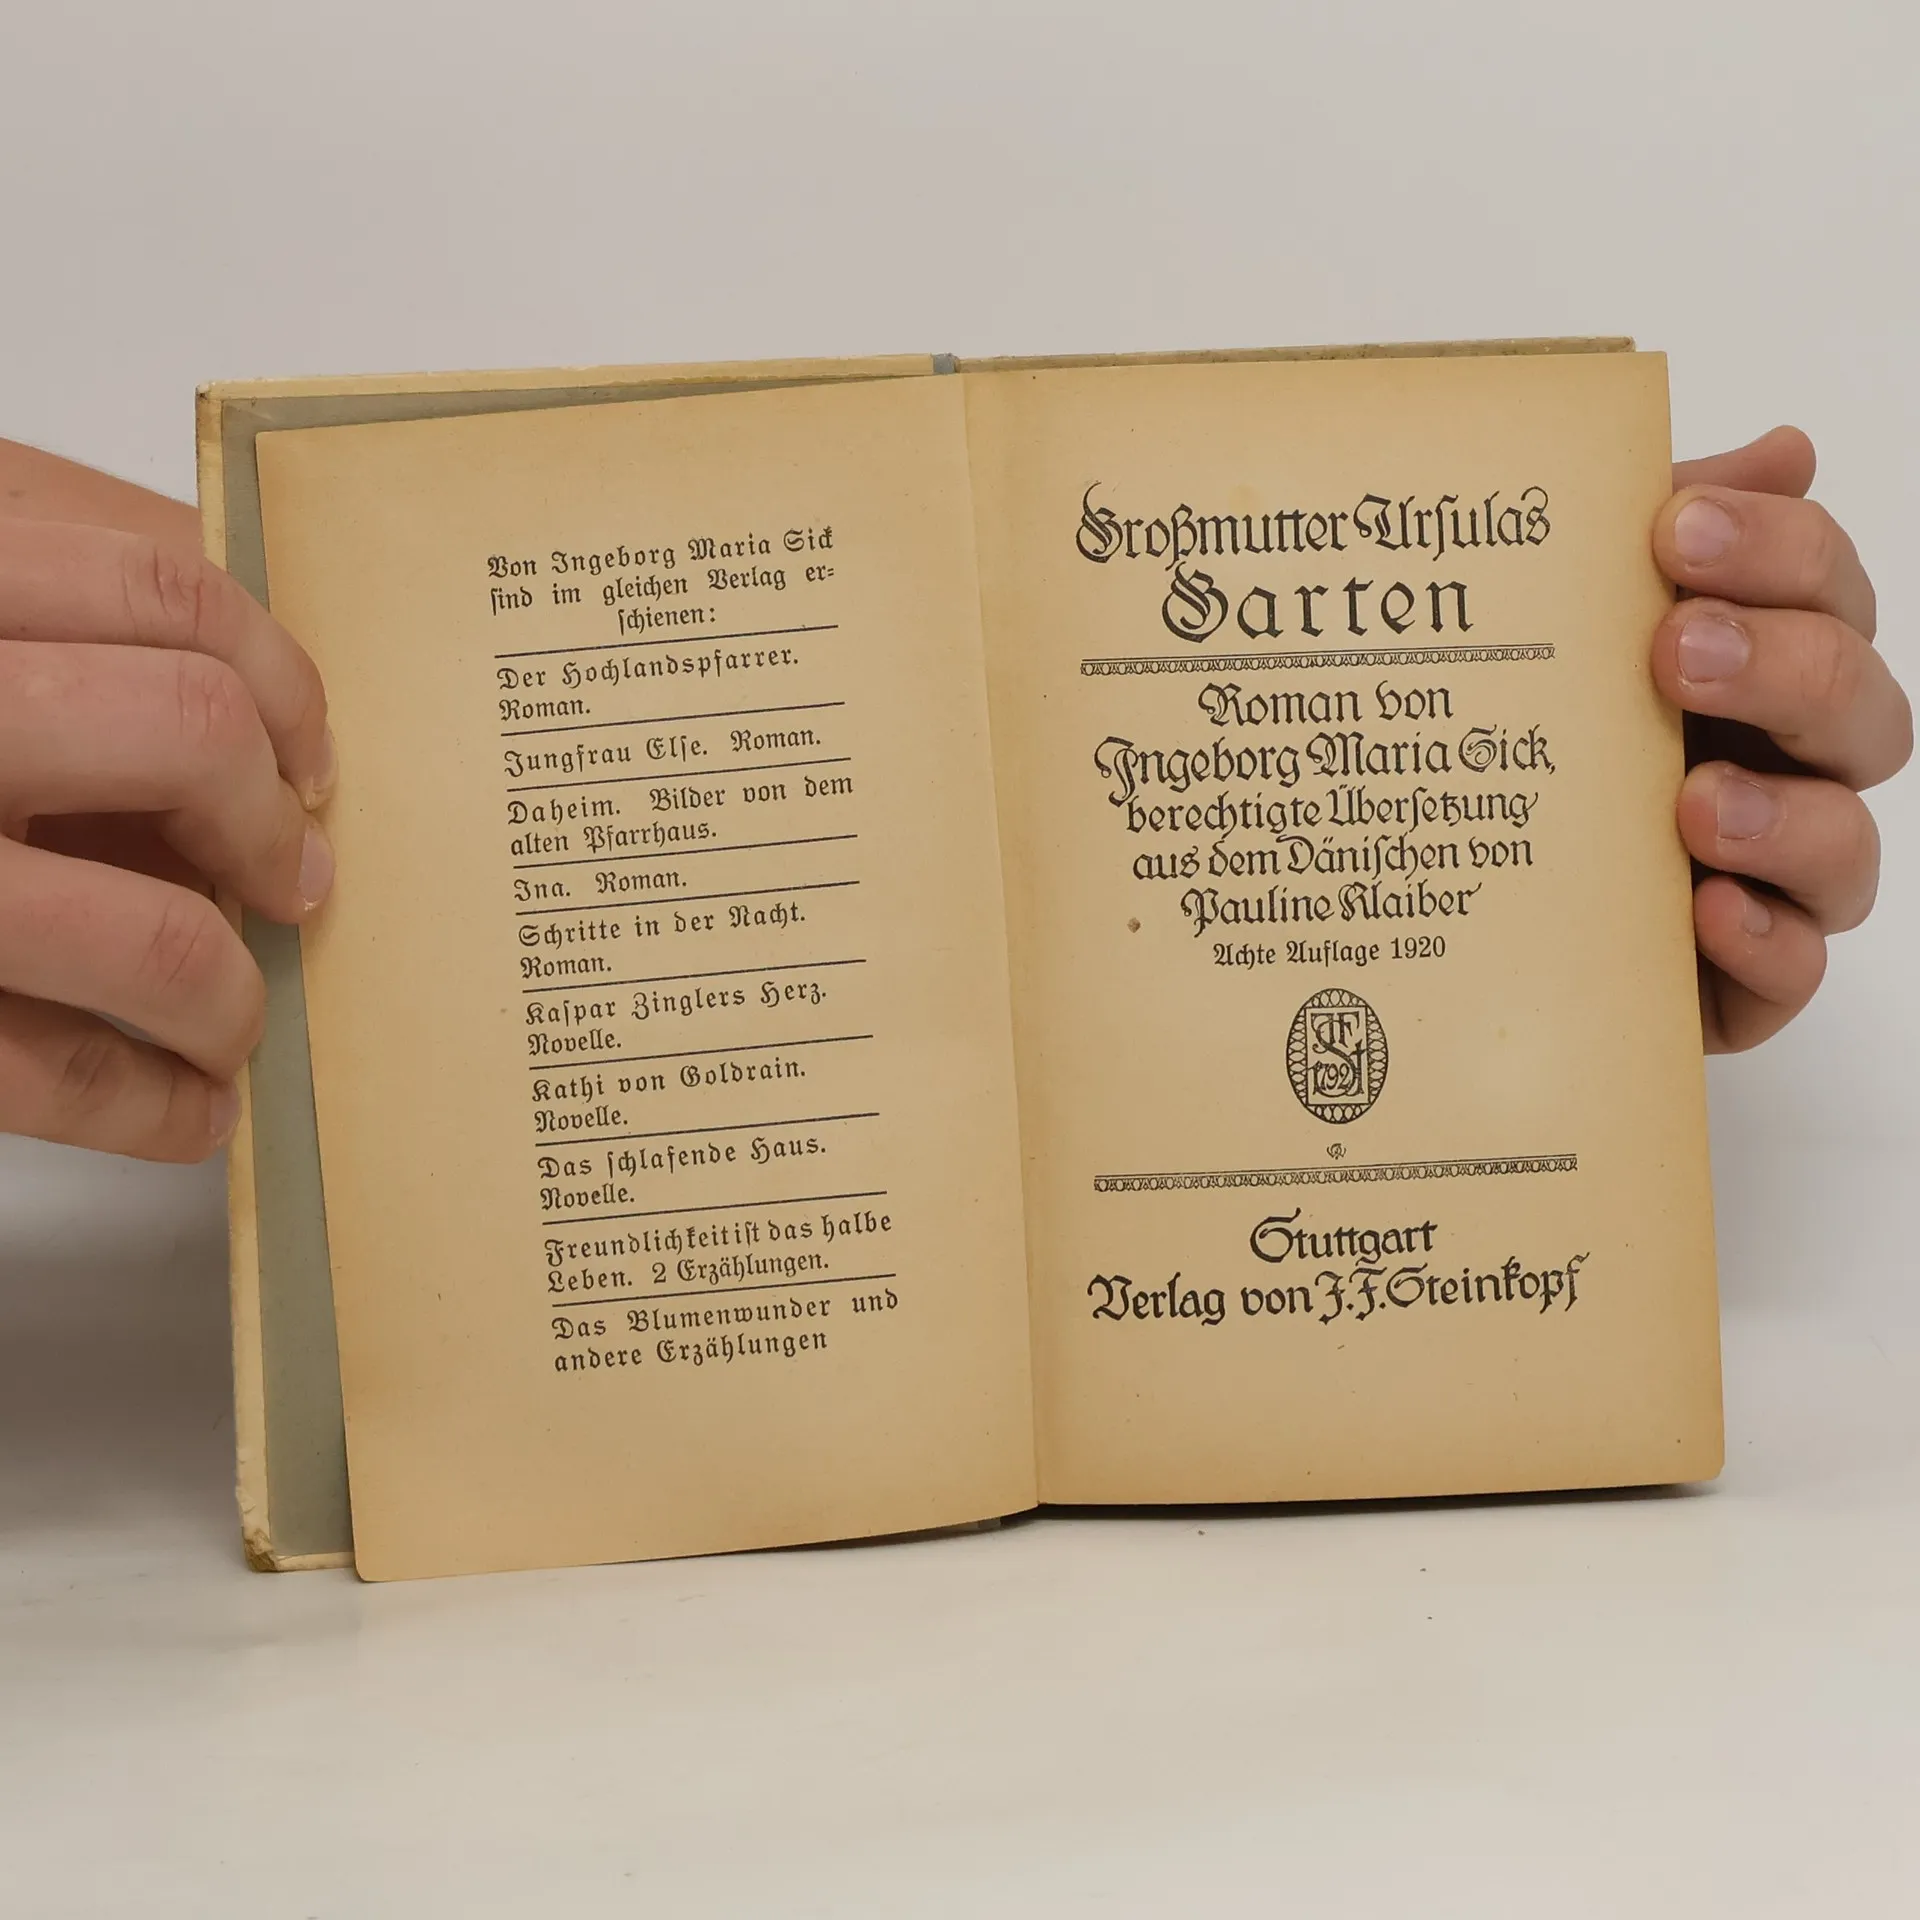 Von Ingeborg Maria Sick
sind im gleichen Verlag er-
schienen:
Der Hochlandspfarrer.
Roman.
Jungfrau Else. Roman.
Daheim. Bilder von dem
alten Pfarrhaus.
Ina. Roman.
Schritte in der Nacht.
Roman.
Kaspar Zinglers Herz.
Novelle.
Kathi von Goldrain.
Novelle.
Das schlafende Haus.
Novelle.
Freundlichkeit ist das halbe
Leben. 2 Erzählungen.
Das Blumenwunder und
andere Erzählungen
Großmutter Ursulas
Garten
Roman von
Ingeborg Maria Sick,
berechtigte Übersetzung
aus dem Dänischen von
Pauline Klaiber
Achte Auflage 1920
JF
St
1792
Stuttgart
Verlag von J. F. Steinkopf